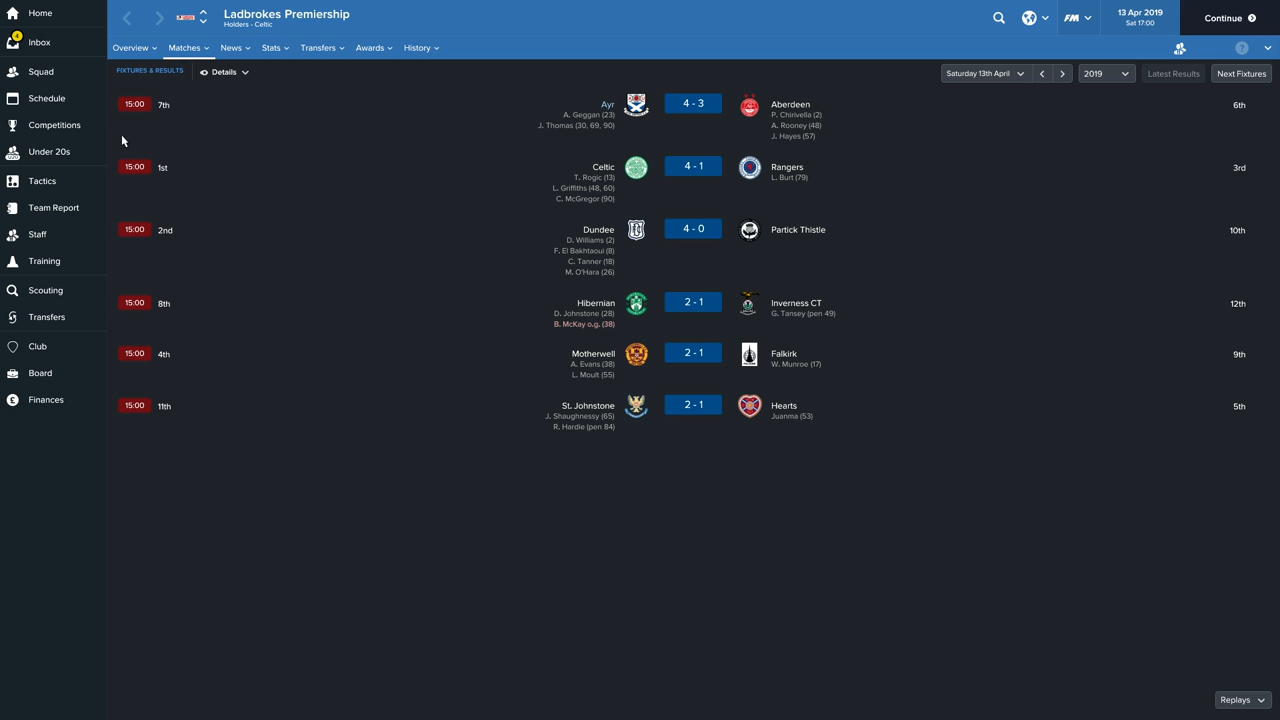 Home
4
Inbox
Squad
Schedule
Competitions
Under 20s
Tactics
Team Report
Staff
Training
Scouting
Transfers
Club
Board
£ Finances
Ladbrokes Premiership
Holders - Celtic
FM
13 Apr 2019
Sat 17:00
Continue
Overview Matches News Stats Transfers Awards History
?
FIXTURES & RESULTS Details
Saturday 13th April 2019 Latest Results Next Fixtures
15:00 7th Ayr 4 - 3 Aberdeen 6th
A. Geggan (23) P. Chirivella (2)
J. Thomas (30, 69, 90) A. Rooney (48)
J. Hayes (57)
15:00 1st Celtic 4 - 1 Rangers 3rd
T. Rogic (13) L. Burt (79)
L. Griffiths (48, 60)
C. McGregor (90)
15:00 2nd Dundee 4 - 0 Partick Thistle 10th
D. Williams (2)
F. El Bakhtaoui (8)
C. Tanner (18)
M. O'Hara (26)
15:00 8th Hibernian 2 - 1 Inverness CT 12th
D. Johnstone (28) G. Tansey (pen 49)
B. McKay o.g. (38)
15:00 4th Motherwell 2 - 1 Falkirk 9th
A. Evans (38) W. Munroe (17)
L. Moult (55)
15:00 11th St. Johnstone 2 - 1 Hearts 5th
J. Shaughnessy (65) Juanma (53)
R. Hardie (pen 84)
Replays